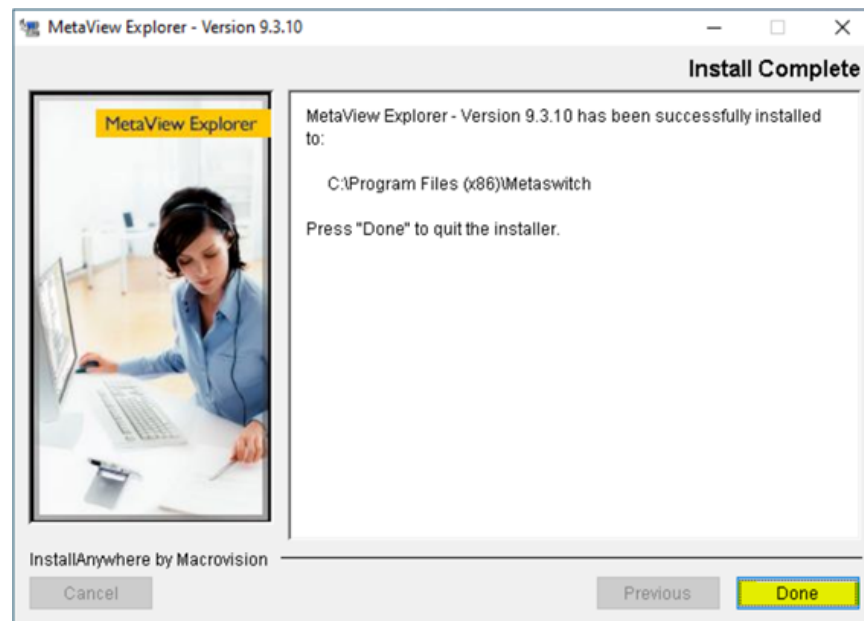 MetaView Explorer - Version 9.3.10
Install Complete
MetaView Explorer
MetaView Explorer - Version 9.3.10 has been successfully installed
to:
C:\Program Files (x86)\Metaswitch
Press "Done" to quit the installer.
InstallAnywhere by Macrovision
Cancel
Previous
Done